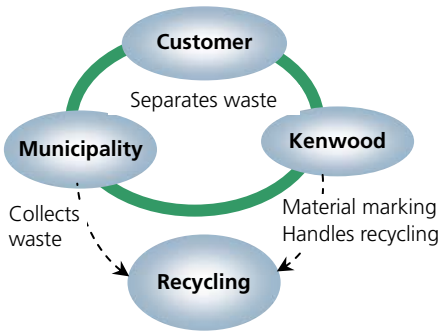 Customer
Separates waste
Municipality
Kenwood
Collects
waste
Material marking
Handles recycling
Recycling